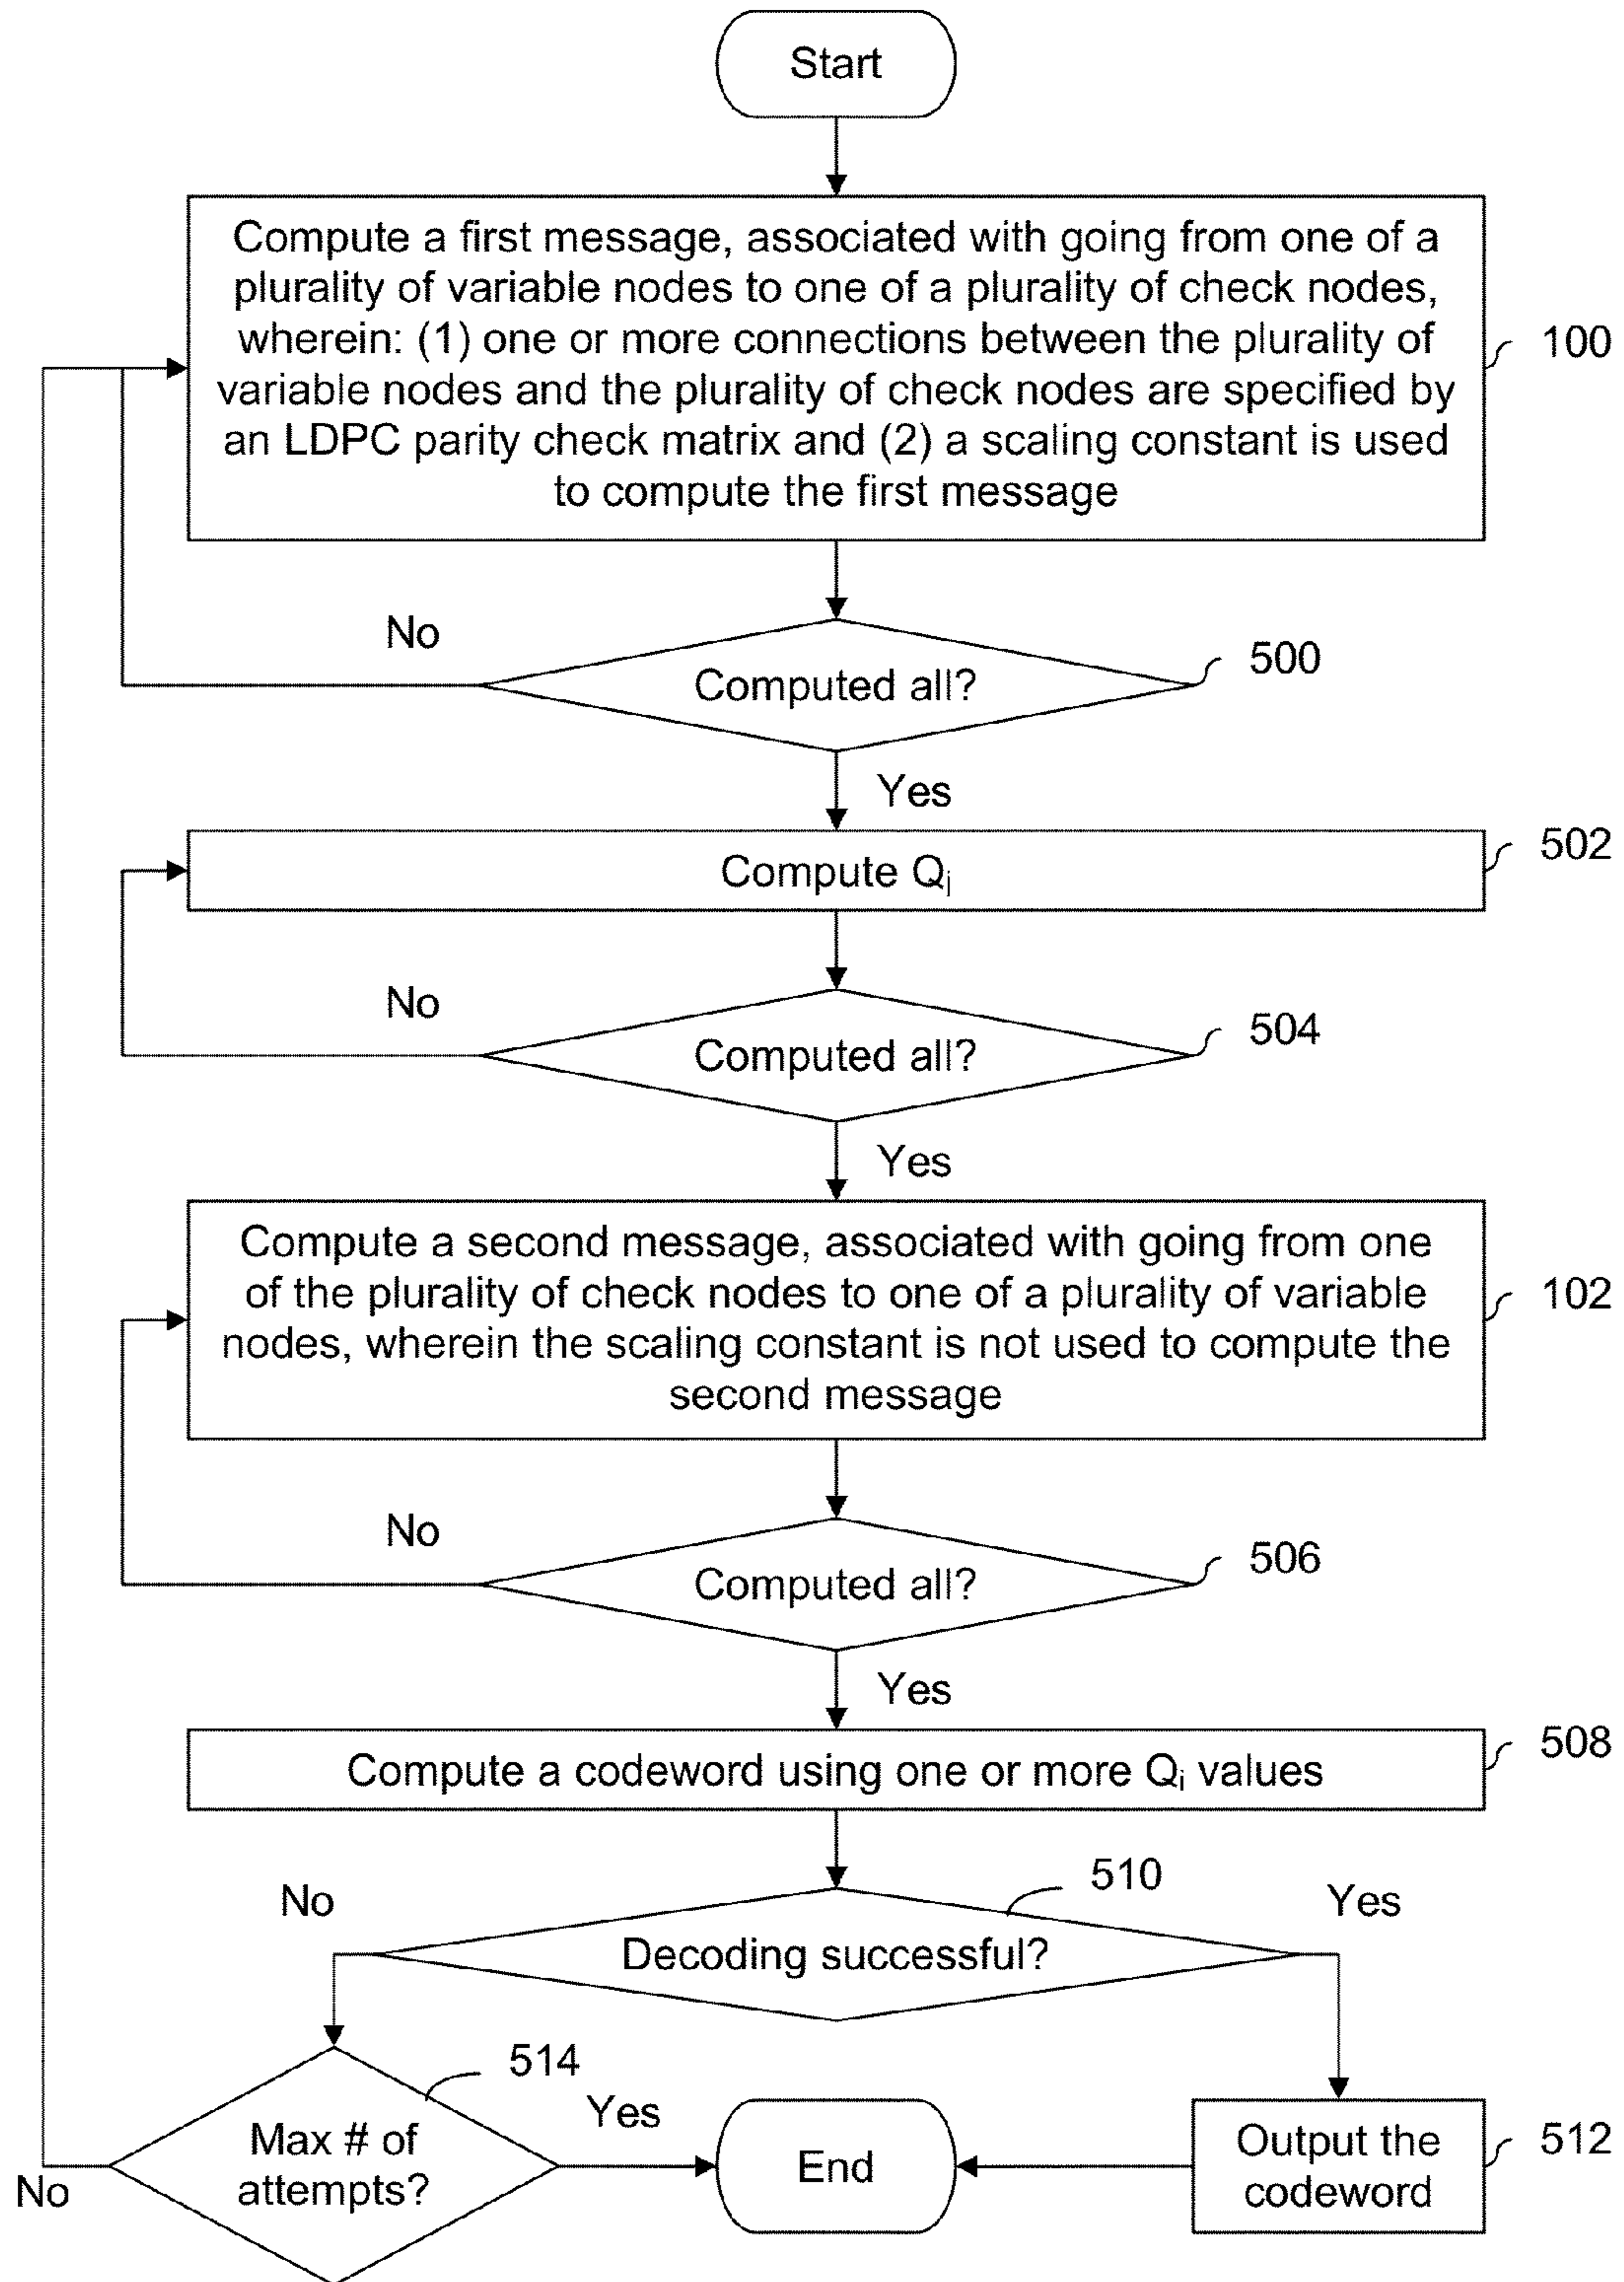 Start
Compute a first message, associated with going from one of a
plurality of variable nodes to one of a plurality of check nodes,
wherein: (1) one or more connections between the plurality of
variable nodes and the plurality of check nodes are specified by
an LDPC parity check matrix and (2) a scaling constant is used
to compute the first message
100
No
Computed all?
500
Yes
Compute Qj
502
No
Computed all?
504
Yes
Compute a second message, associated with going from one
of the plurality of check nodes to one of a plurality of variable
nodes, wherein the scaling constant is not used to compute the
second message
102
No
Computed all?
506
Yes
Compute a codeword using one or more Qi values
508
No
Decoding successful?
510
Yes
Max # of
attempts?
514
Yes
No
End
Output the
codeword
512